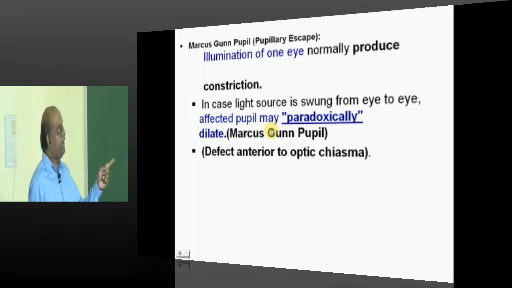 • Marcus Gunn Pupil (Pupillary Escape):
Illumination of one eye normally produce
constriction.
▪ In case light source is swung from eye to eye,
affected pupil may "paradoxically"
dilate.(Marcus Gunn Pupil)
▪ (Defect anterior to optic chiasma).